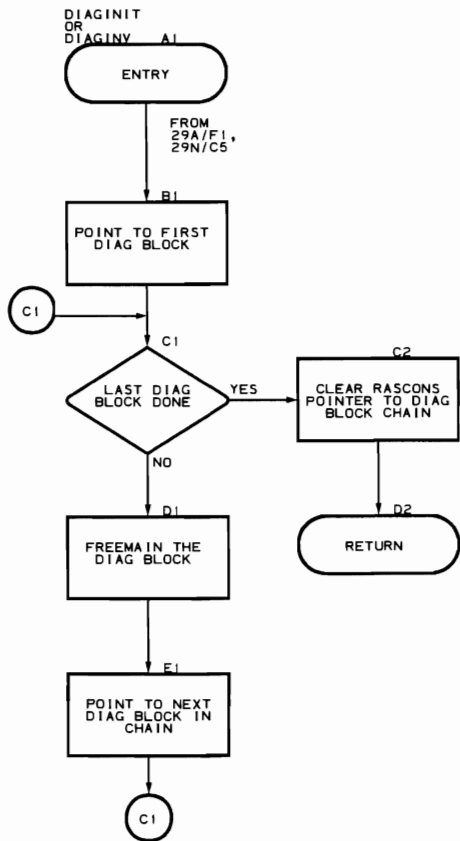 DIAGINIT
OR
DIAGINV A1
ENTRY
FROM
29A/F1,
29N/C5,
B1
POINT TO FIRST
DIAG BLOCK
C1
C1
LAST DIAG
BLOCK DONE
YES
C2
CLEAR RASCONS
POINTER TO DIAG
BLOCK CHAIN
NO
D1
FREEMAIN THE
DIAG BLOCK
D2
RETURN
E1
POINT TO NEXT
DIAG BLOCK IN
CHAIN
C1